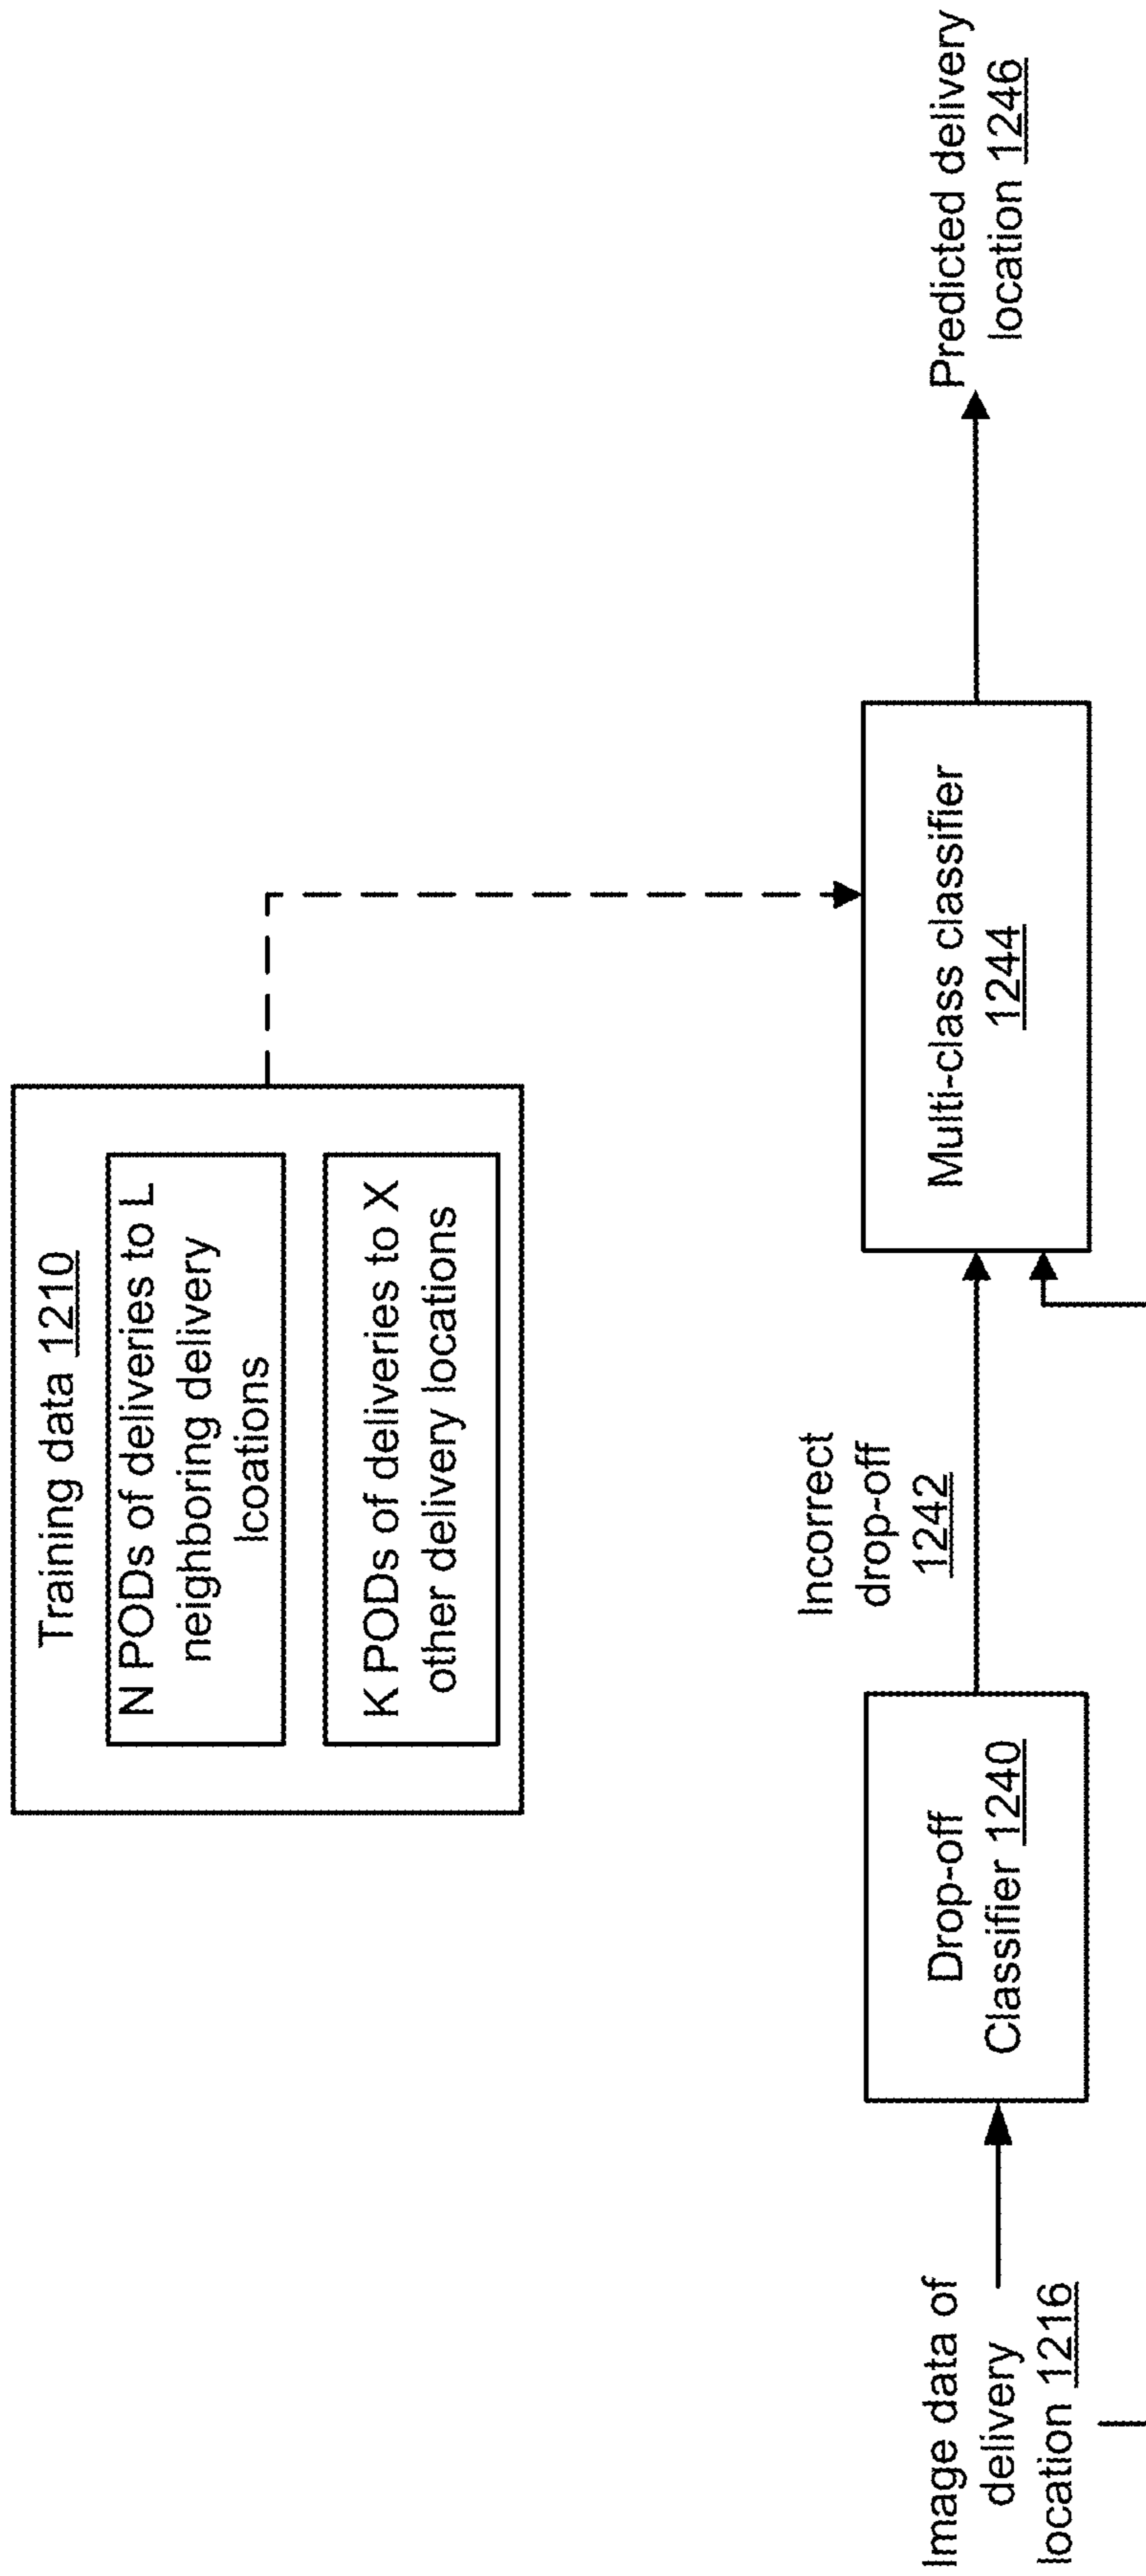 Training data 1210
N PODs of deliveries to L
neighboring delivery
lcoations
K PODs of deliveries to X
other delivery locations
Image data of
delivery
location 1216
Drop-off
Classifier 1240
Incorrect
drop-off
1242
Multi-class classifier
1244
Predicted delivery
location 1246